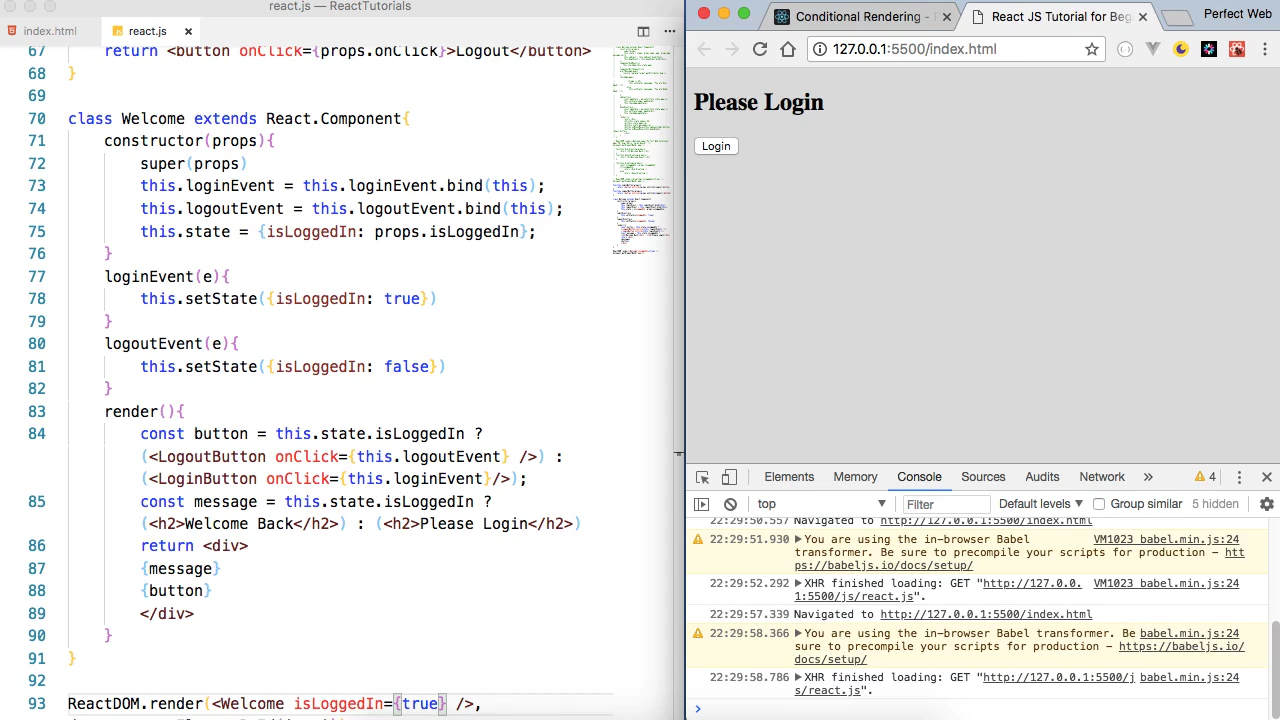 react.js — ReactTutorials
index.html
react.js ×
67 return <button onClick={props.onClick}>Logout</button>
68 }
69
70 class Welcome extends React.Component{
71 constructor(props){
72 super(props)
73 this.loginEvent = this.loginEvent.bind(this);
74 this.logoutEvent = this.logoutEvent.bind(this);
75 this.state = {isLoggedIn: props.isLoggedIn};
76 }
77 loginEvent(e){
78 this.setState({isLoggedIn: true})
79 }
80 logoutEvent(e){
81 this.setState({isLoggedIn: false})
82 }
83 render(){
84 const button = this.state.isLoggedIn ?
(<LogoutButton onClick={this.logoutEvent} />) :
(<LoginButton onClick={this.loginEvent}/>);
85 const message = this.state.isLoggedIn ?
(<h2>Welcome Back</h2>) : (<h2>Please Login</h2>)
86 return <div>
87 {message}
88 {button}
89 </div>
90 }
91 }
92
93 ReactDOM.render(<Welcome isLoggedIn={true} />,
Conditional Rendering - ×
React JS Tutorial for Beg ×
Perfect Web
127.0.0.1:5500/index.html
Please Login
Login
Elements Memory Console Sources Audits Network » 4
top Filter Default levels Group similar 5 hidden
22:29:50.557 Navigated to http://127.0.0.1:5500/index.html
22:29:51.930 You are using the in-browser Babel VM1023 babel.min.js:24
transformer. Be sure to precompile your scripts for production – htt
ps://babeljs.io/docs/setup/
22:29:52.292 XHR finished loading: GET "http://127.0.0. VM1023 babel.min.js:24
1:5500/js/react.js".
22:29:57.339 Navigated to http://127.0.0.1:5500/index.html
22:29:58.366 You are using the in-browser Babel transformer. Be babel.min.js:24
sure to precompile your scripts for production – https://babeljs.io/
docs/setup/
22:29:58.786 XHR finished loading: GET "http://127.0.0.1:5500/j babel.min.js:24
s/react.js".